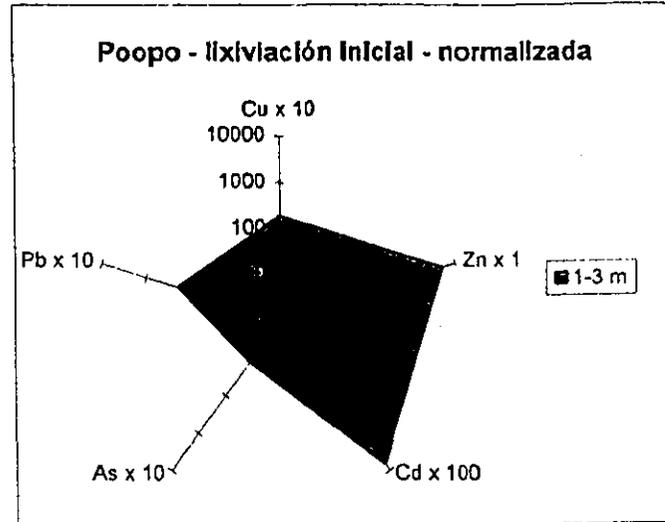 Poopo - lixiviación inicial - normalizada
Cu x 10
10000
1000
100
Pb x 10
Zn x 1
1-3 m
As x 10
Cd x 100